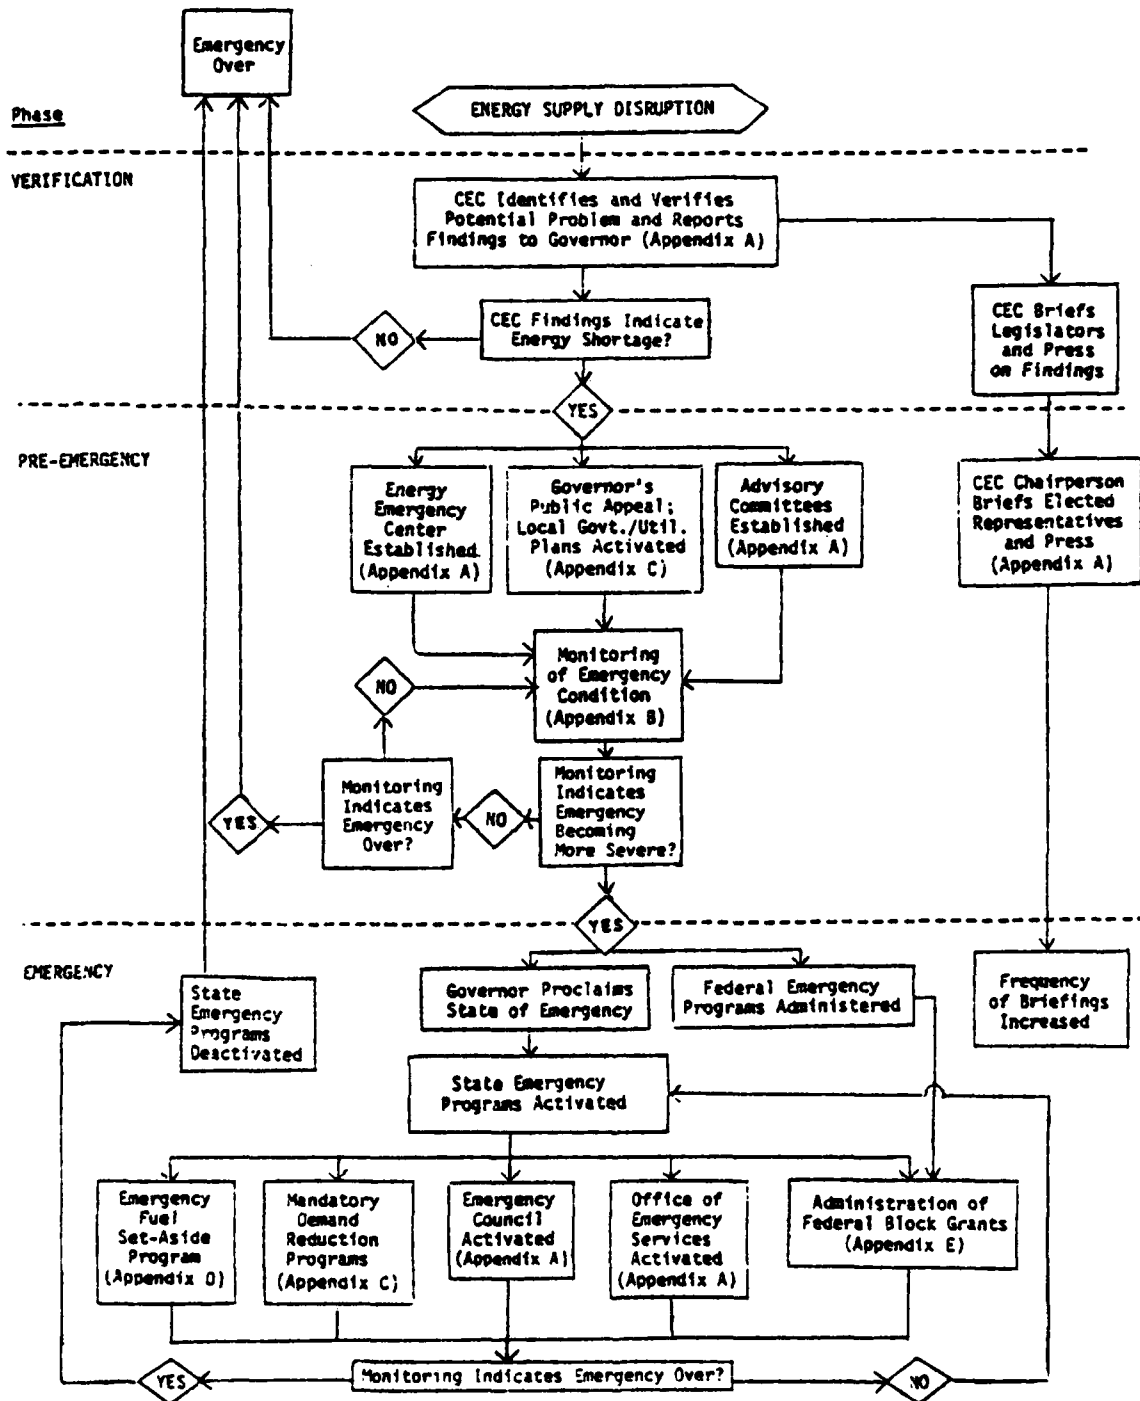 Emergency
Over
Phase
ENERGY SUPPLY DISRUPTION
VERIFICATION
CEC Identifies and Verifies
Potential Problem and Reports
Findings to Governor (Appendix A)
CEC Findings Indicate
Energy Shortage?
NO
CEC Briefs
Legislators
and Press
on Findings
YES
PRE-EMERGENCY
Energy
Emergency
Center
Established
(Appendix A)
Governor's
Public Appeal;
Local Govt./Util.
Plans Activated
(Appendix C)
Advisory
Committees
Established
(Appendix A)
CEC Chairperson
Briefs Elected
Representatives
and Press
(Appendix A)
Monitoring
of Emergency
Condition
(Appendix B)
NO
Monitoring
Indicates
Emergency
Becoming
More Severe?
NO
Monitoring
Indicates
Emergency
Over?
YES
YES
EMERGENCY
State
Emergency
Programs
Deactivated
Governor Proclaims
State of Emergency
Federal Emergency
Programs Administered
Frequency
of Briefings
Increased
State Emergency
Programs Activated
Emergency
Fuel
Set-Aside
Program
(Appendix D)
Mandatory
Demand
Reduction
Programs
(Appendix C)
Emergency
Council
Activated
(Appendix A)
Office of
Emergency
Services
Activated
(Appendix A)
Administration of
Federal Block Grants
(Appendix E)
YES
Monitoring Indicates Emergency Over?
NO